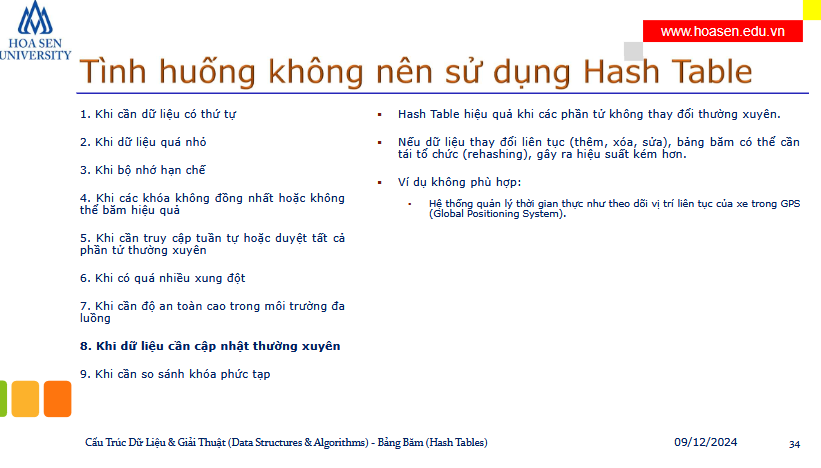 HOA SEN
UNIVERSITY
www.hoasen.edu.vn
Tình huống không nên sử dụng Hash Table
1. Khi cần dữ liệu có thứ tự
2. Khi dữ liệu quá nhỏ
3. Khi bộ nhớ hạn chế
4. Khi các khóa không đồng nhất hoặc không
thể băm hiệu quả
5. Khi cần truy cập tuần tự hoặc duyệt tất cả
phần tử thường xuyên
6. Khi có quá nhiều xung đột
7. Khi cần độ an toàn cao trong môi trường đa
luồng
8. Khi dữ liệu cần cập nhật thường xuyên
9. Khi cần so sánh khóa phức tạp
▪ Hash Table hiệu quả khi các phần tử không thay đổi thường xuyên.
▪ Nếu dữ liệu thay đổi liên tục (thêm, xóa, sửa), bảng băm có thể cần
tái tổ chức (rehashing), gây ra hiệu suất kém hơn.
▪ Ví dụ không phù hợp:
▪ Hệ thống quản lý thời gian thực như theo dõi vị trí liên tục của xe trong GPS
(Global Positioning System).
Cấu Trúc Dữ Liệu & Giải Thuật (Data Structures & Algorithms) - Bảng Băm (Hash Tables)
09/12/2024
34